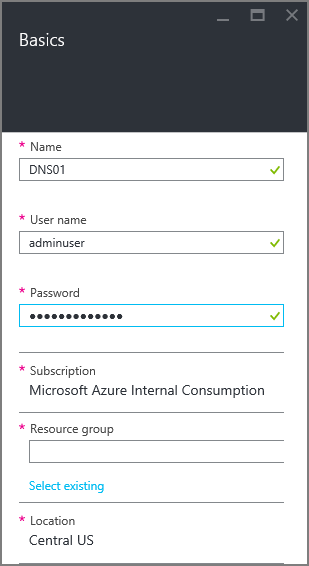 Basics
* Name
DNS01
* User name
adminuser
* Password
●●●●●●●●●●●●●
* Subscription
Microsoft Azure Internal Consumption
* Resource group
Select existing
* Location
Central US